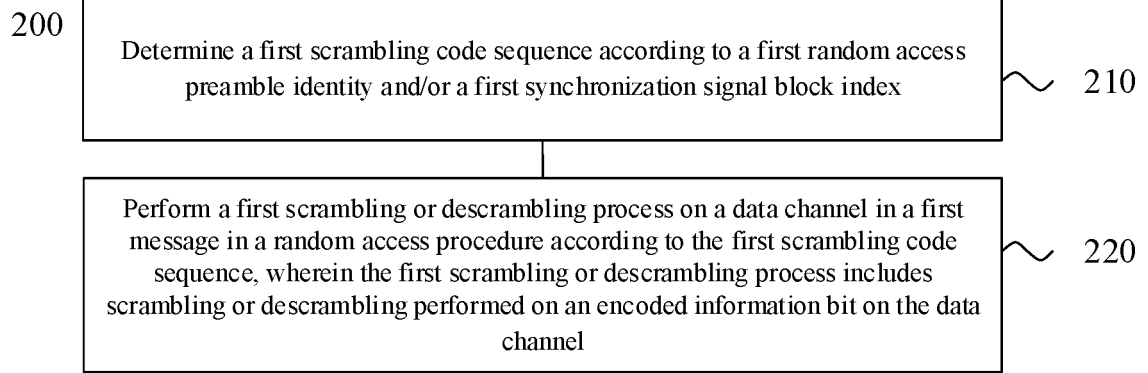 200
Determine a first scrambling code sequence according to a first random access
preamble identity and/or a first synchronization signal block index
210
Perform a first scrambling or descrambling process on a data channel in a first
message in a random access procedure according to the first scrambling code
sequence, wherein the first scrambling or descrambling process includes
scrambling or descrambling performed on an encoded information bit on the data
channel
220